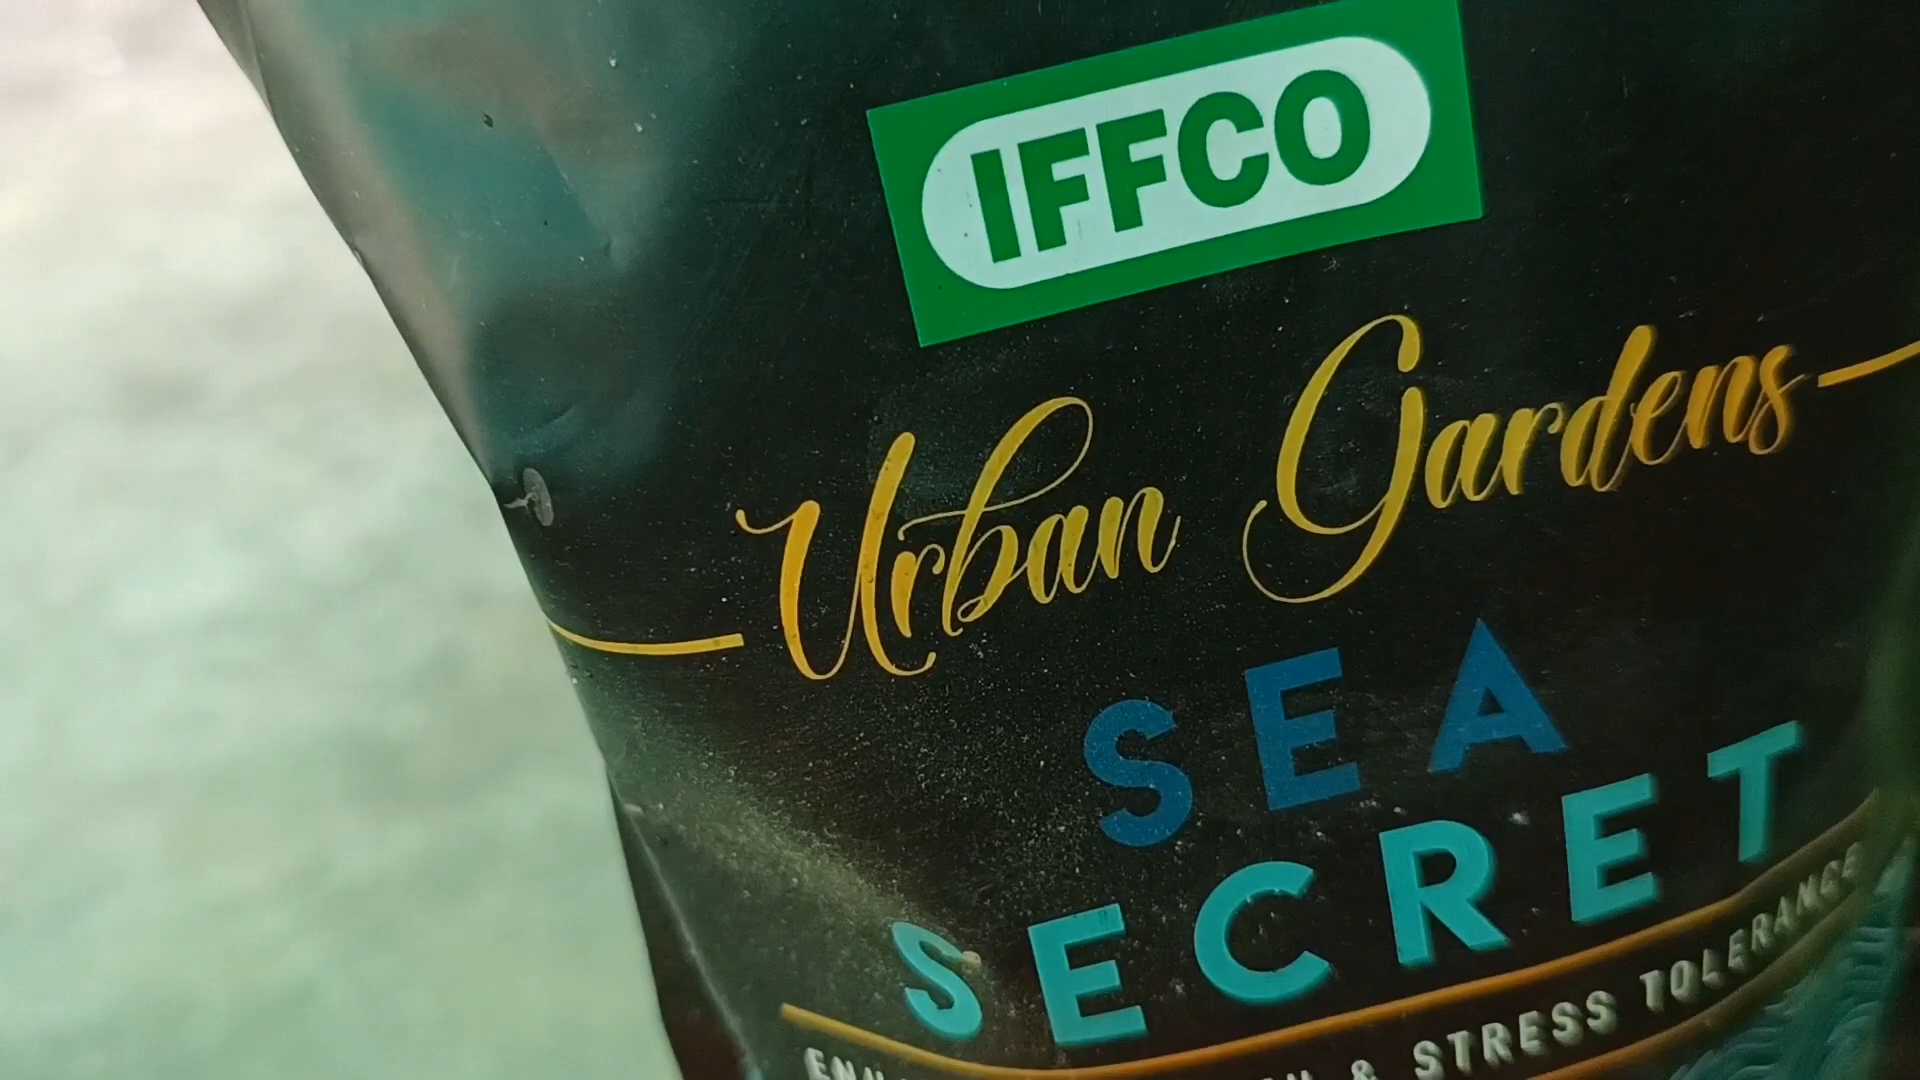 IFFCO
Urban Gardens
SEA
SECRET
& STRESS TOLERANCE